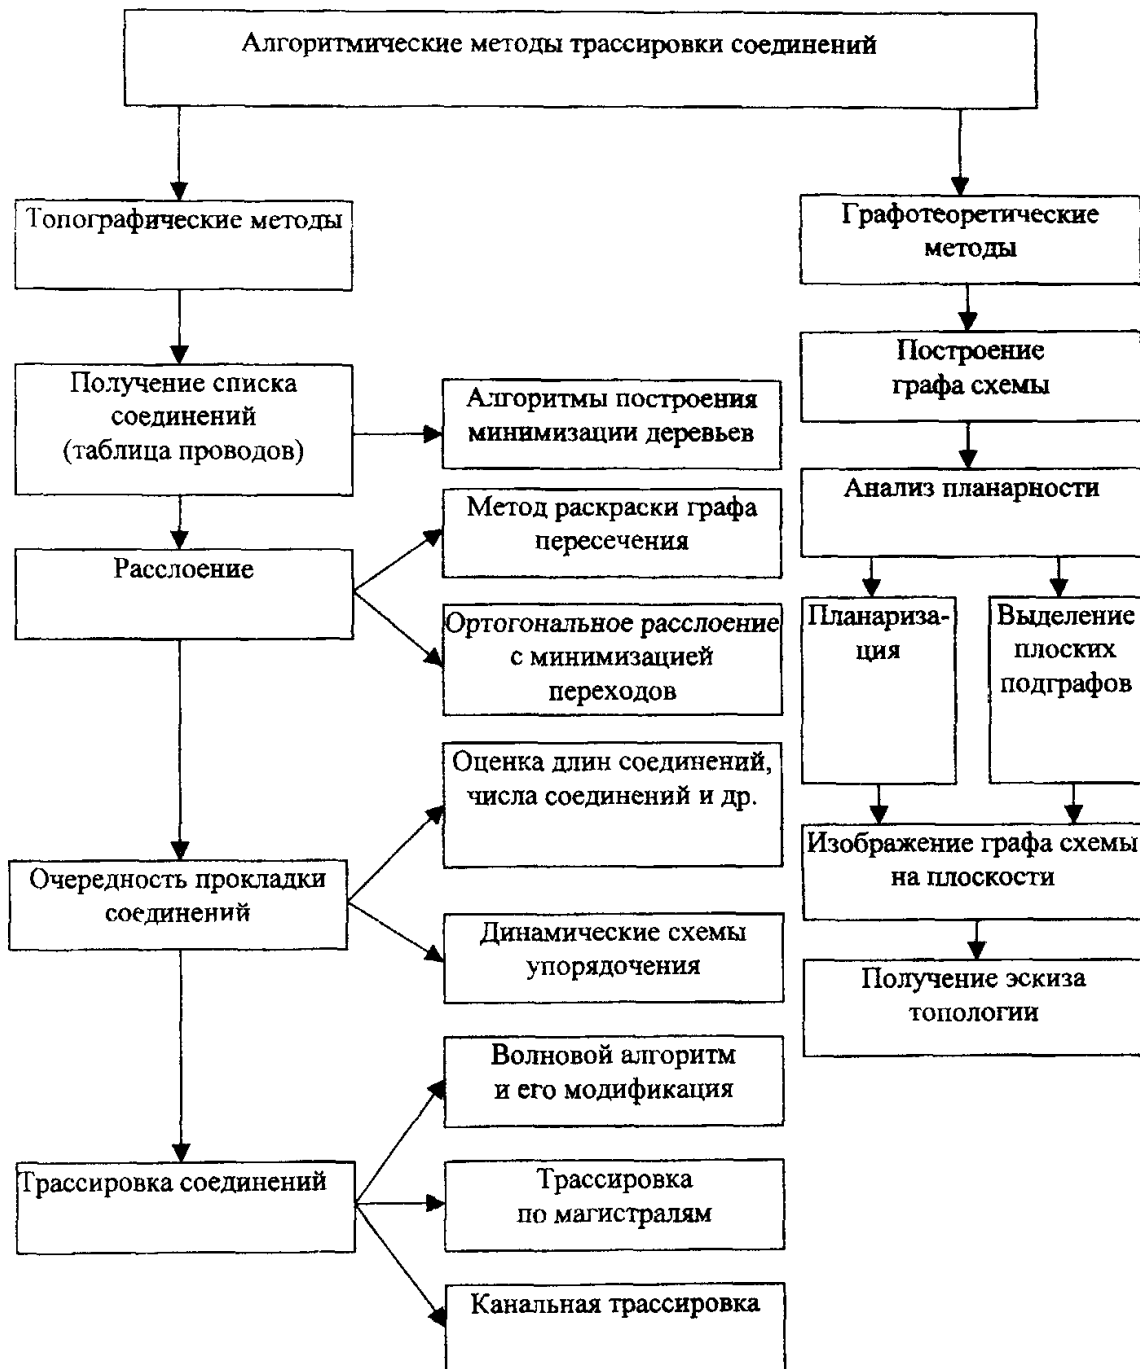 Алгоритмические методы трассировки соединений
Топографические методы
Графотеоретические
методы
Получение списка
соединений
(таблица проводов)
Алгоритмы построения
минимизации деревьев
Построение
графа схемы
Расслоение
Метод раскраски графа
пересечения
Ортогональное расслоение
с минимизацией
переходов
Анализ планарности
Планариза-
ция
Выделение
плоских
подграфов
Очередность прокладки
соединений
Оценка длин соединений,
числа соединений и др.
Динамические схемы
упорядочения
Изображение графа схемы
на плоскости
Получение эскиза
топологии
Трассировка соединений
Волновой алгоритм
и его модификация
Трассировка
по магистралям
Канальная трассировка